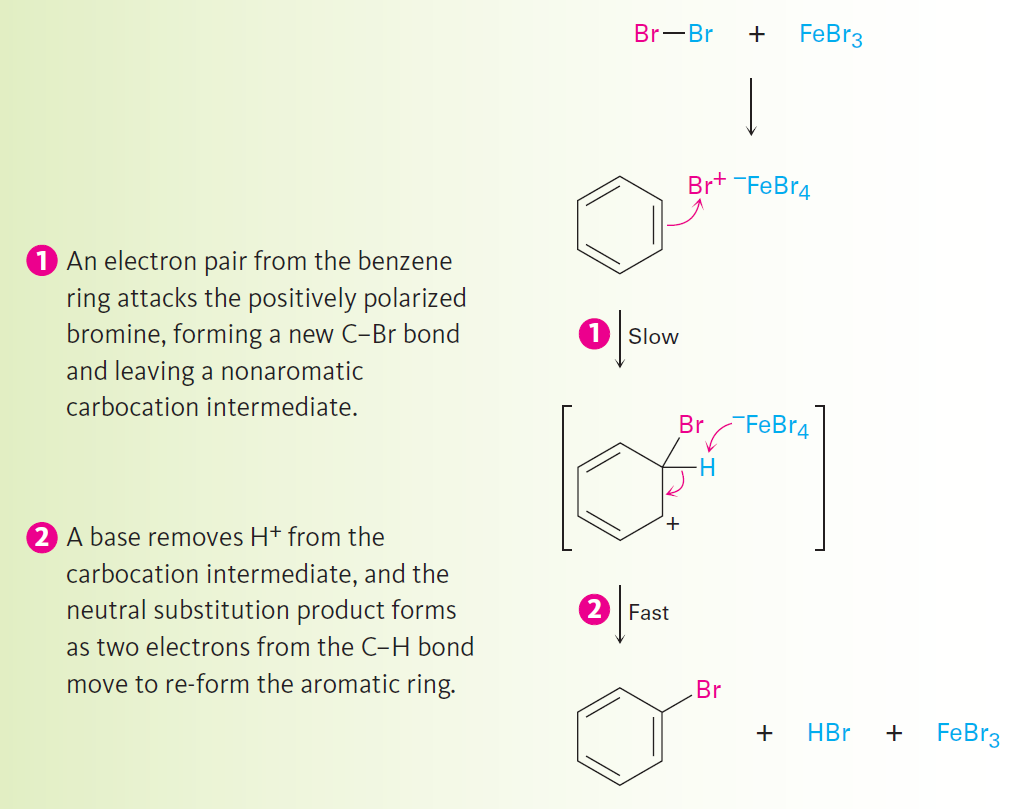 Br—Br + FeBr₃
Br⁺ ⁻FeBr₄
1 An electron pair from the benzene
ring attacks the positively polarized
bromine, forming a new C–Br bond
and leaving a nonaromatic
carbocation intermediate.
1 Slow
Br ⁻FeBr₄
H
+
2 A base removes H⁺ from the
carbocation intermediate, and the
neutral substitution product forms
as two electrons from the C–H bond
move to re-form the aromatic ring.
2 Fast
Br
+ HBr + FeBr₃